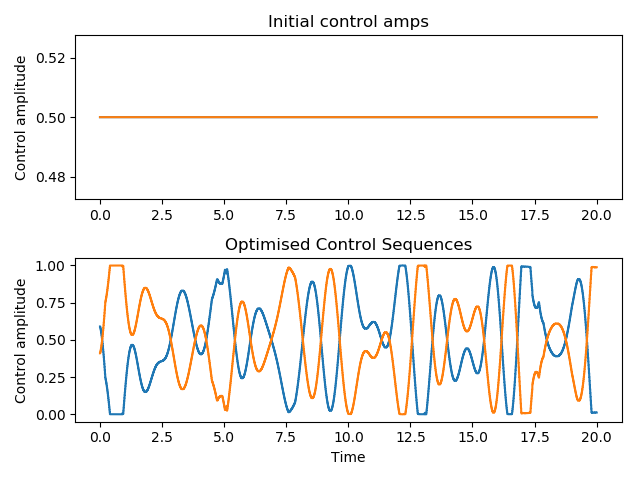 Initial control amps
0.52
0.50
0.48
Control amplitude
0.0 2.5 5.0 7.5 10.0 12.5 15.0 17.5 20.0
Optimised Control Sequences
1.00
0.75
0.50
0.25
0.00
Control amplitude
0.0 2.5 5.0 7.5 10.0 12.5 15.0 17.5 20.0
Time